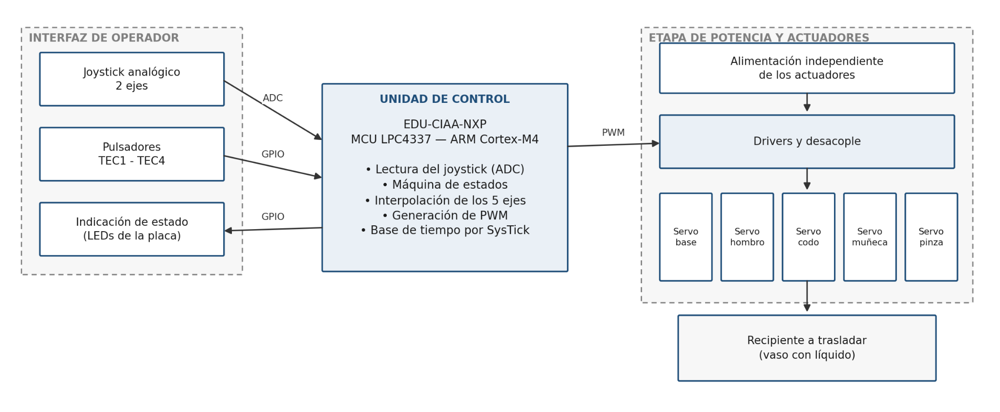 INTERFAZ DE OPERADOR
Joystick analógico
2 ejes
Pulsadores
TEC1 - TEC4
Indicación de estado
(LEDs de la placa)
ADC
GPIO
GPIO
UNIDAD DE CONTROL
EDU-CIAA-NXP
MCU LPC4337 — ARM Cortex-M4
• Lectura del joystick (ADC)
• Máquina de estados
• Interpolación de los 5 ejes
• Generación de PWM
• Base de tiempo por SysTick
PWM
ETAPA DE POTENCIA Y ACTUADORES
Alimentación independiente
de los actuadores
Drivers y desacople
Servo
base
Servo
hombro
Servo
codo
Servo
muñeca
Servo
pinza
Recipiente a trasladar
(vaso con líquido)